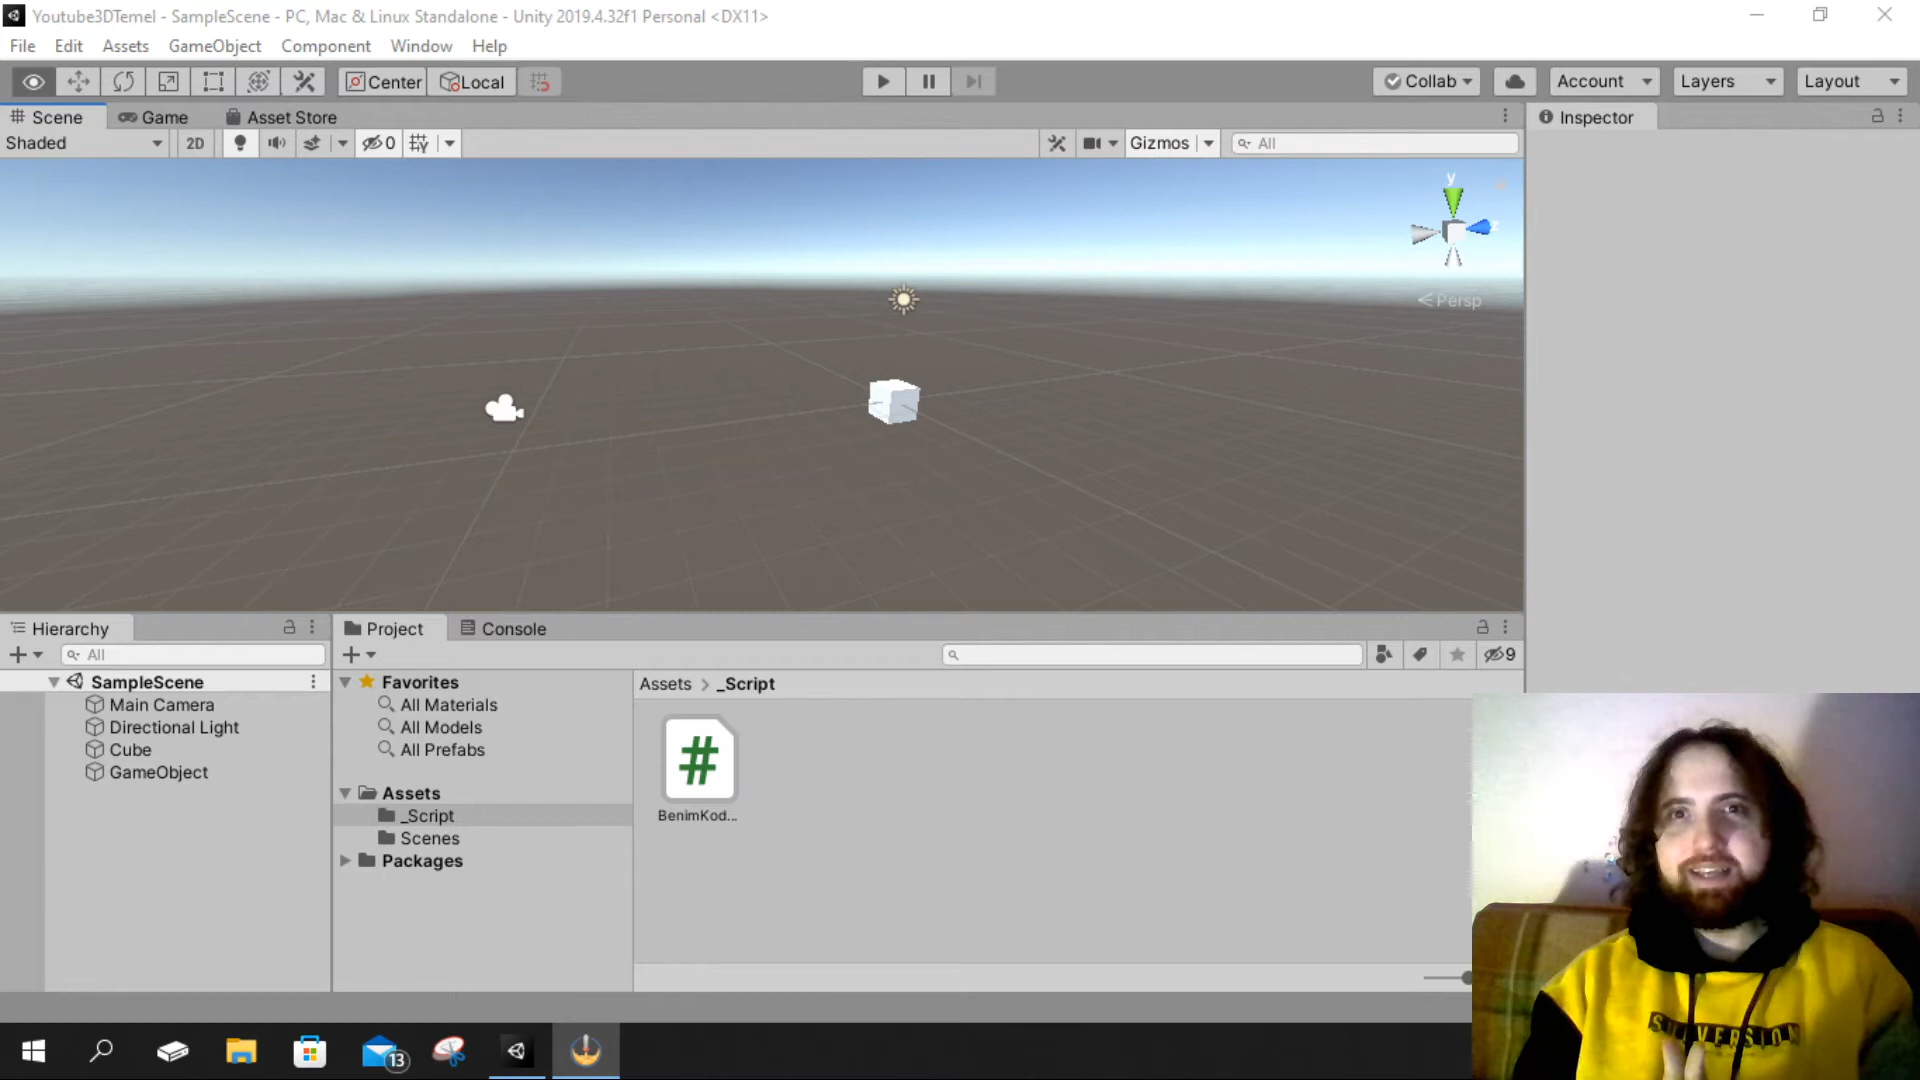 Youtube3DTemel - SampleScene - PC, Mac & Linux Standalone - Unity 2019.4.32f1 Personal <DX11>
File Edit Assets GameObject Component Window Help
Center Local Collab Account Layers Layout
Scene Game Asset Store Inspector
Shaded 2D 0 Gizmos All
y
z
Persp
Hierarchy
All
SampleScene
Main Camera
Directional Light
Cube
GameObject
Project Console
9
Favorites
All Materials
All Models
All Prefabs
Assets
_Script
Scenes
Packages
Assets > _Script
#
BenimKod...
13